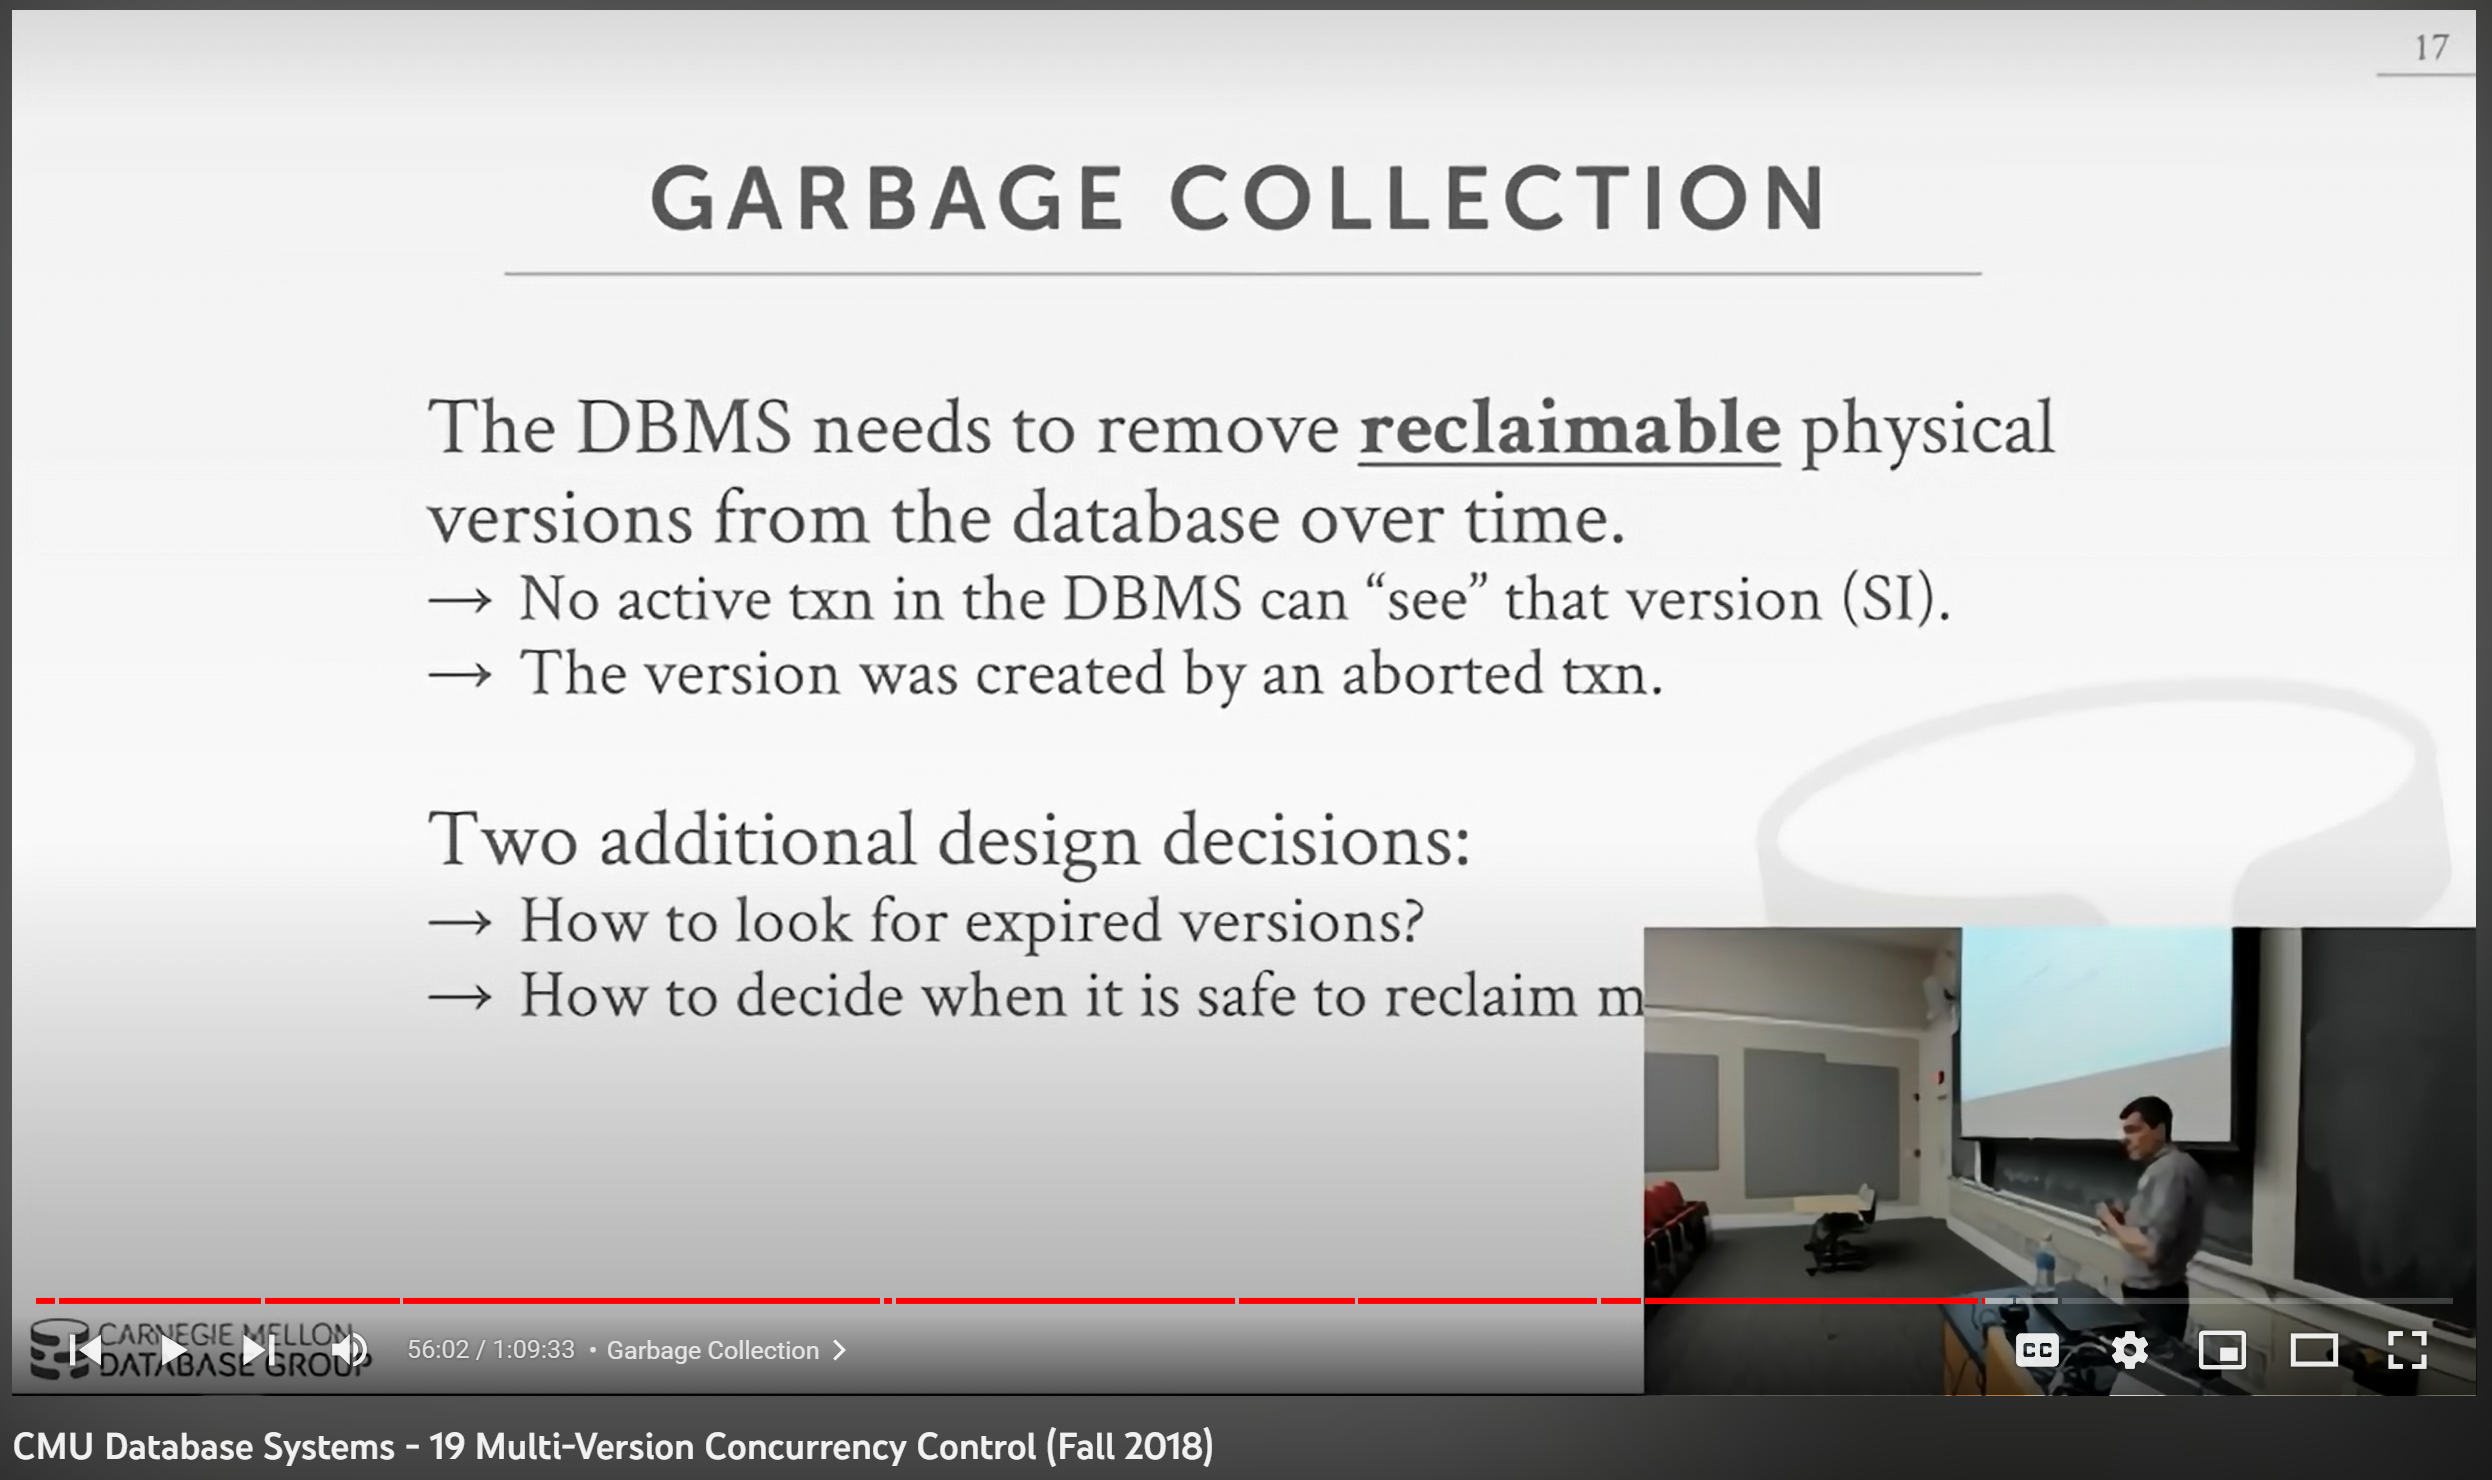 17
GARBAGE COLLECTION
The DBMS needs to remove reclaimable physical
versions from the database over time.
→ No active txn in the DBMS can “see” that version (SI).
→ The version was created by an aborted txn.
Two additional design decisions:
→ How to look for expired versions?
→ How to decide when it is safe to reclaim m
CARNEGIE MELLON
DATABASE GROUP
56:02 / 1:09:33 • Garbage Collection
CC
CMU Database Systems - 19 Multi-Version Concurrency Control (Fall 2018)